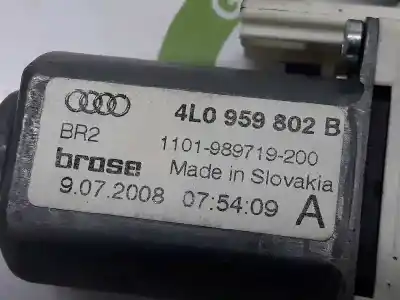 4L0 959 802 B
BR2 1101-989719-200
brose Made in Slovakia
9.07.2008 07:54:09 A